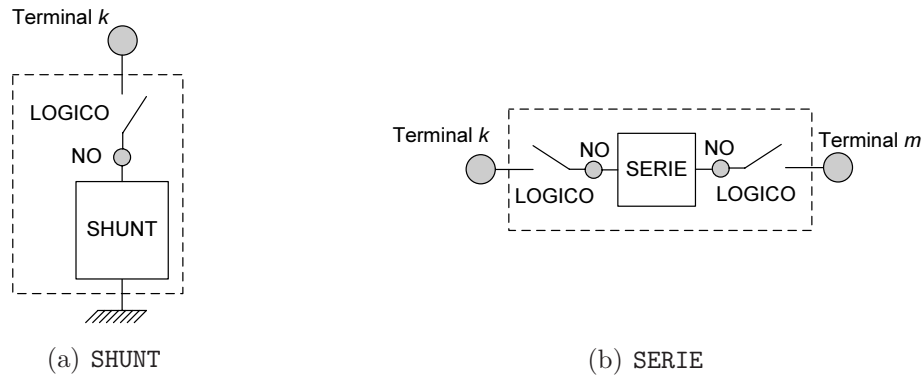 Terminal k
LOGICO
NO
SHUNT
(a) SHUNT
Terminal k
NO
SERIE
NO
Terminal m
LOGICO
LOGICO
(b) SERIE